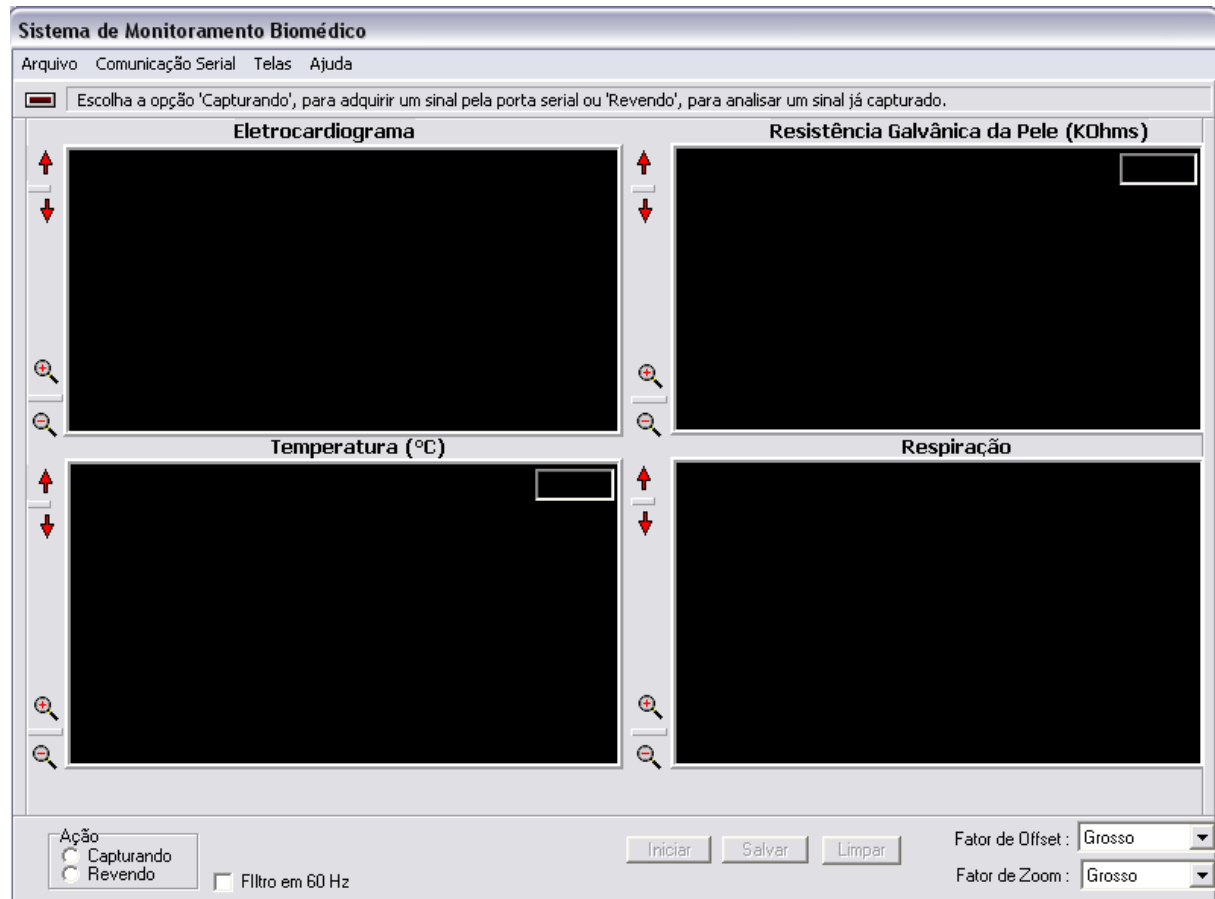 Sistema de Monitoramento Biomédico
Arquivo Comunicação Serial Telas Ajuda
Escolha a opção 'Capturando', para adquirir um sinal pela porta serial ou 'Revendo', para analisar um sinal já capturado.
Eletrocardiograma
Resistência Galvânica da Pele (KOhms)
Temperatura (ºC)
Respiração
Ação
Capturando
Revendo
FIltro em 60 Hz
Iniciar Salvar Limpar
Fator de Offset : Grosso
Fator de Zoom : Grosso